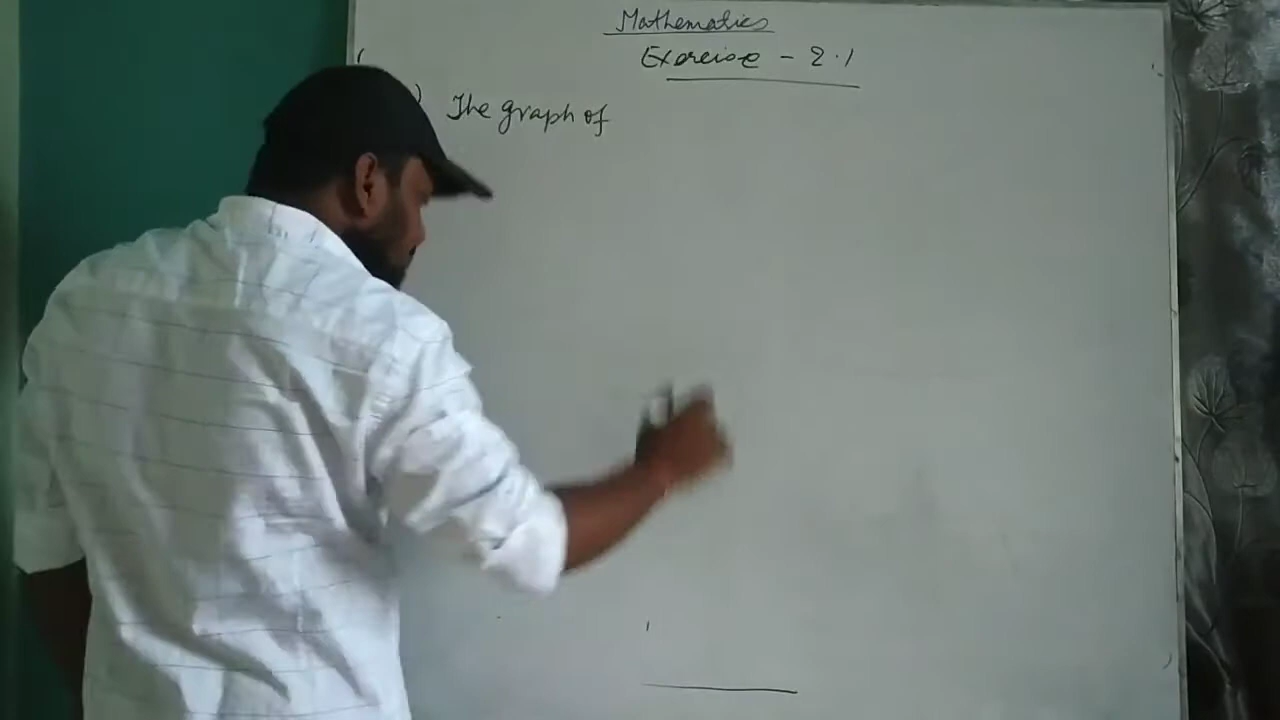 Mathematics
Exercise - 2.1
) The graph of